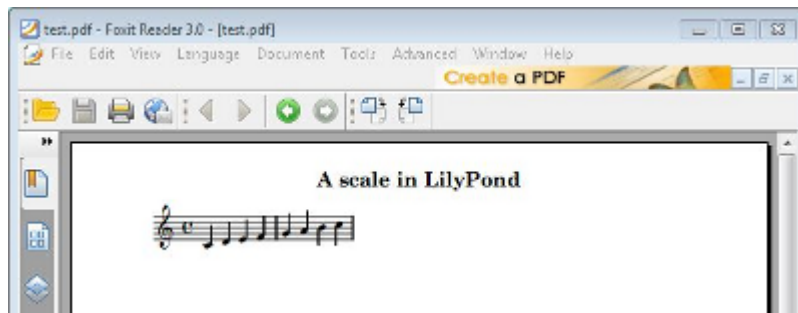 test.pdf - Foxit Reader 3.0 - [test.pdf]
File Edit View Language Document Tools Advanced Window Help
Create a PDF
A scale in LilyPond